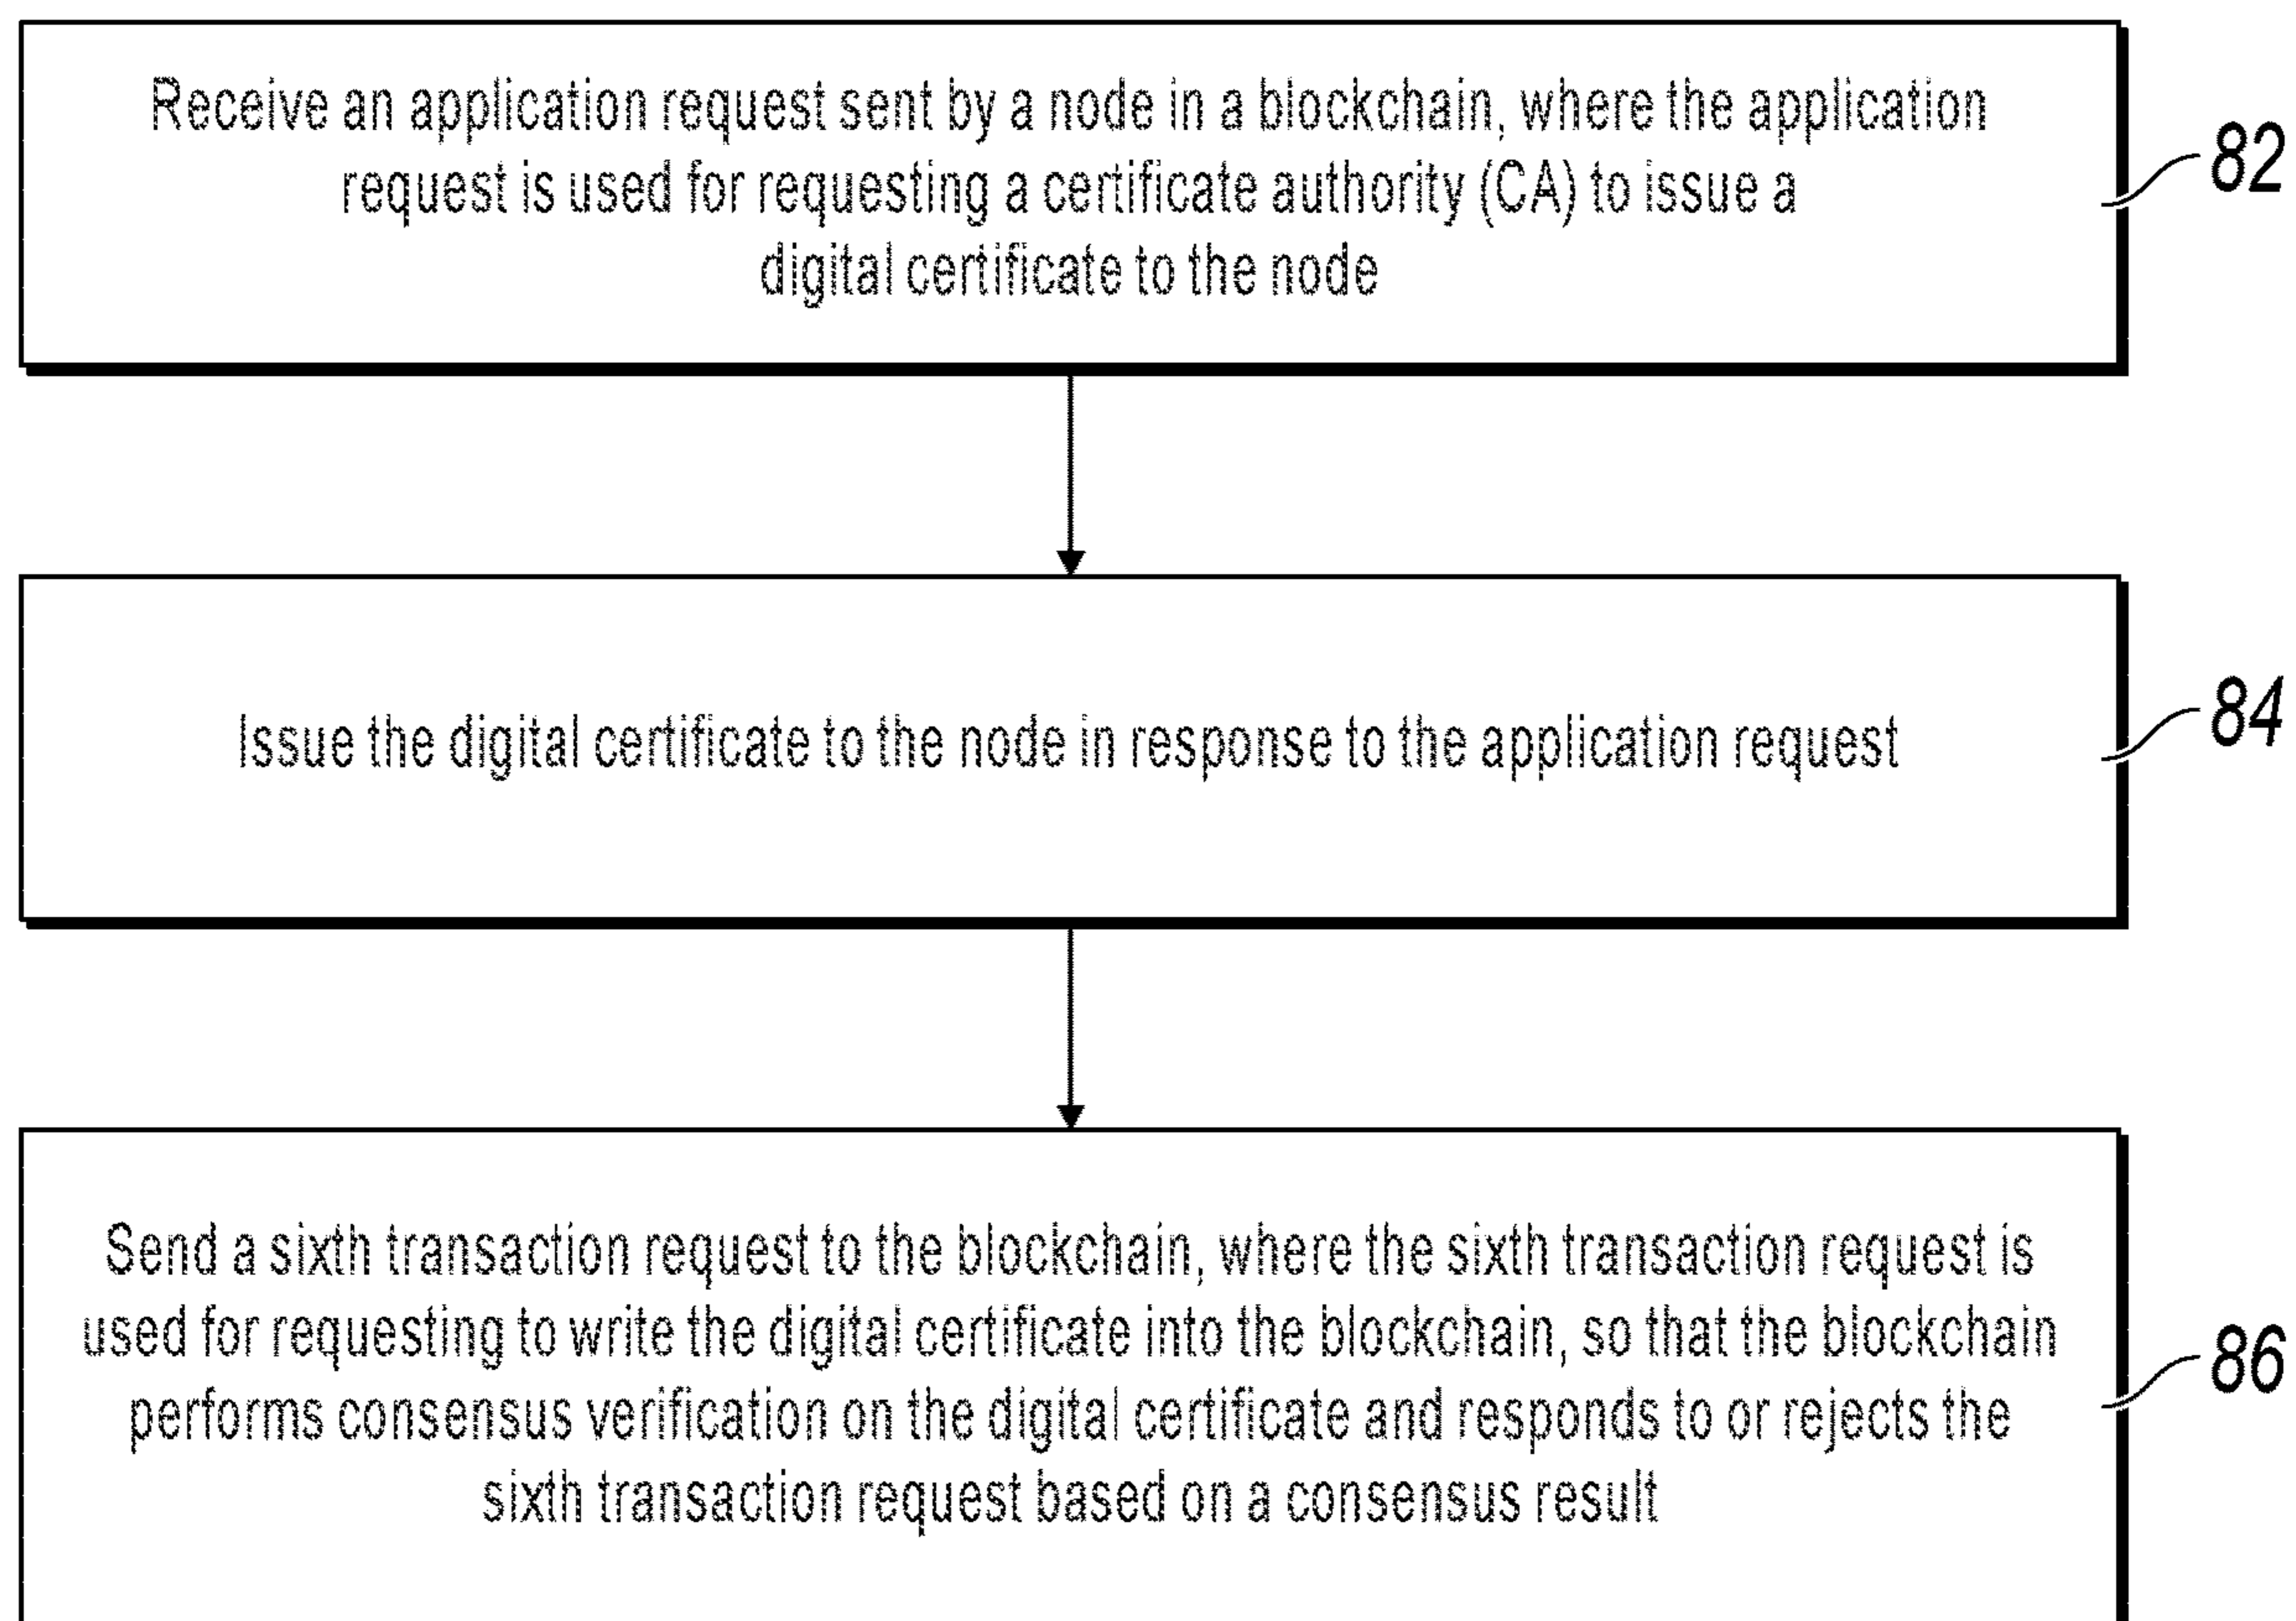 Receive an application request sent by a node in a blockchain, where the application
request is used for requesting a certificate authority (CA) to issue a
digital certificate to the node
82
Issue the digital certificate to the node in response to the application request
84
Send a sixth transaction request to the blockchain, where the sixth transaction request is
used for requesting to write the digital certificate into the blockchain, so that the blockchain
performs consensus verification on the digital certificate and responds to or rejects the
sixth transaction request based on a consensus result
86